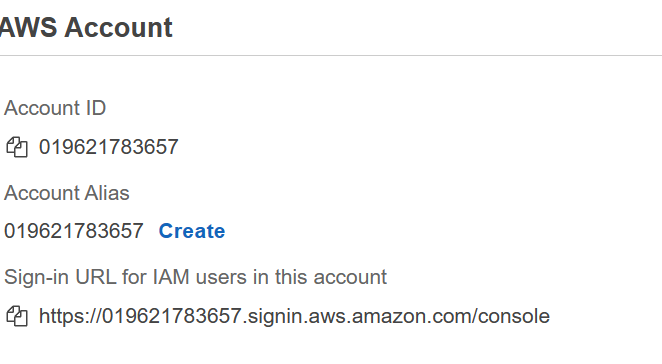 AWS Account
Account ID
019621783657
Account Alias
019621783657 Create
Sign-in URL for IAM users in this account
https://019621783657.signin.aws.amazon.com/console